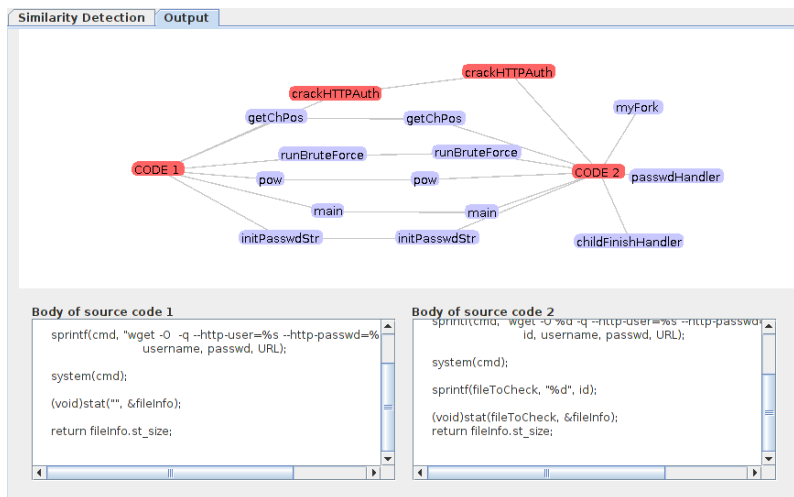 Similarity Detection Output
crackHTTPAuth
crackHTTPAuth
getChPos getChPos myFork
runBruteForce runBruteForce
CODE 1 CODE 2
pow pow passwdHandler
main main
initPasswdStr initPasswdStr childFinishHandler
Body of source code 1
sprintf(cmd, "wget -O  -q --http-user=%s --http-passwd=%
username, passwd, URL);
system(cmd);
(void)stat("", &fileInfo);
return fileInfo.st_size;
Body of source code 2
sprintf(cmd, "wget -O %d -q --http-user=%s --http-passwd=
id, username, passwd, URL);
system(cmd);
sprintf(fileToCheck, "%d", id);
(void)stat(fileToCheck, &fileInfo);
return fileInfo.st_size;